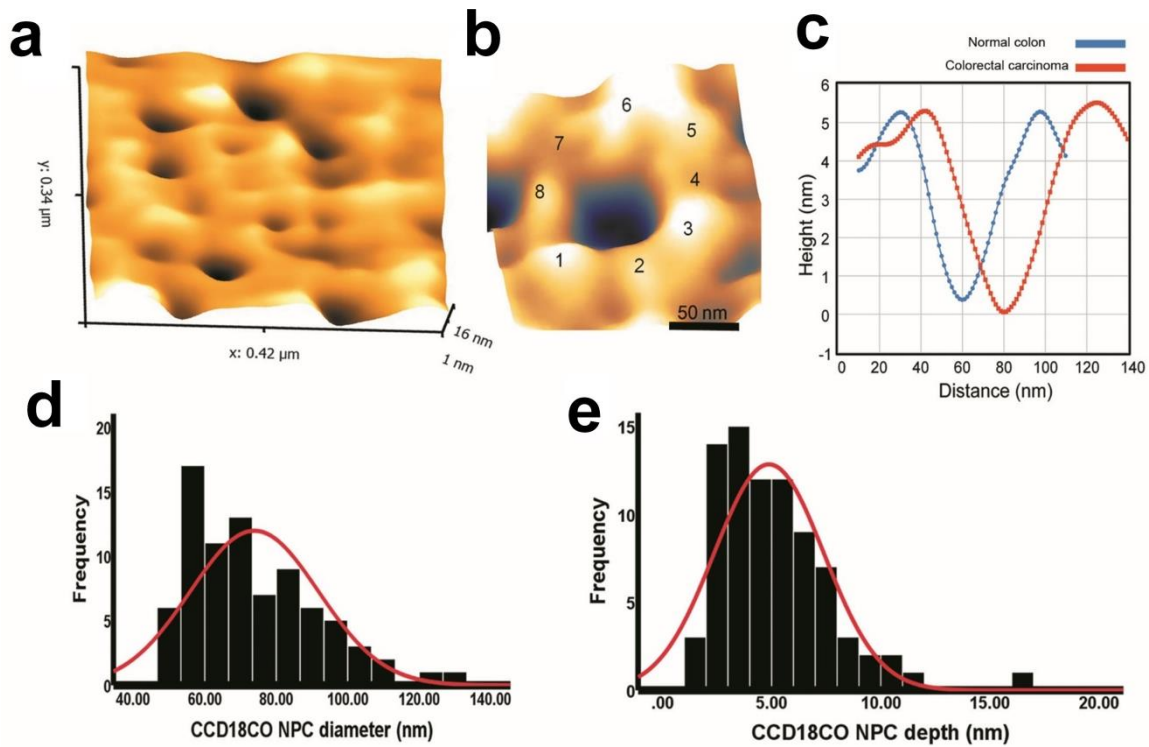 a
y: 0.34 µm
x: 0.42 µm
16 nm
1 nm
b
6
5
7
4
8
3
1
2
50 nm
c
Normal colon
Colorectal carcinoma
6
5
4
3
2
1
0
-1
Height (nm)
0 20 40 60 80 100 120 140
Distance (nm)
d
20
15
10
5
0
Frequency
40.00 60.00 80.00 100.00 120.00 140.00
CCD18CO NPC diameter (nm)
e
15
10
5
0
Frequency
.00 5.00 10.00 15.00 20.00
CCD18CO NPC depth (nm)